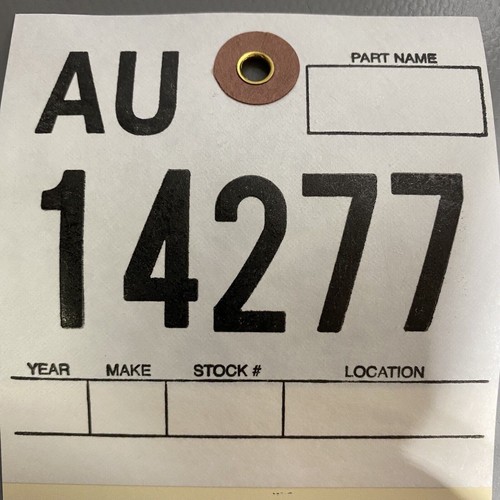 AU
PART NAME
14277
YEAR MAKE STOCK # LOCATION